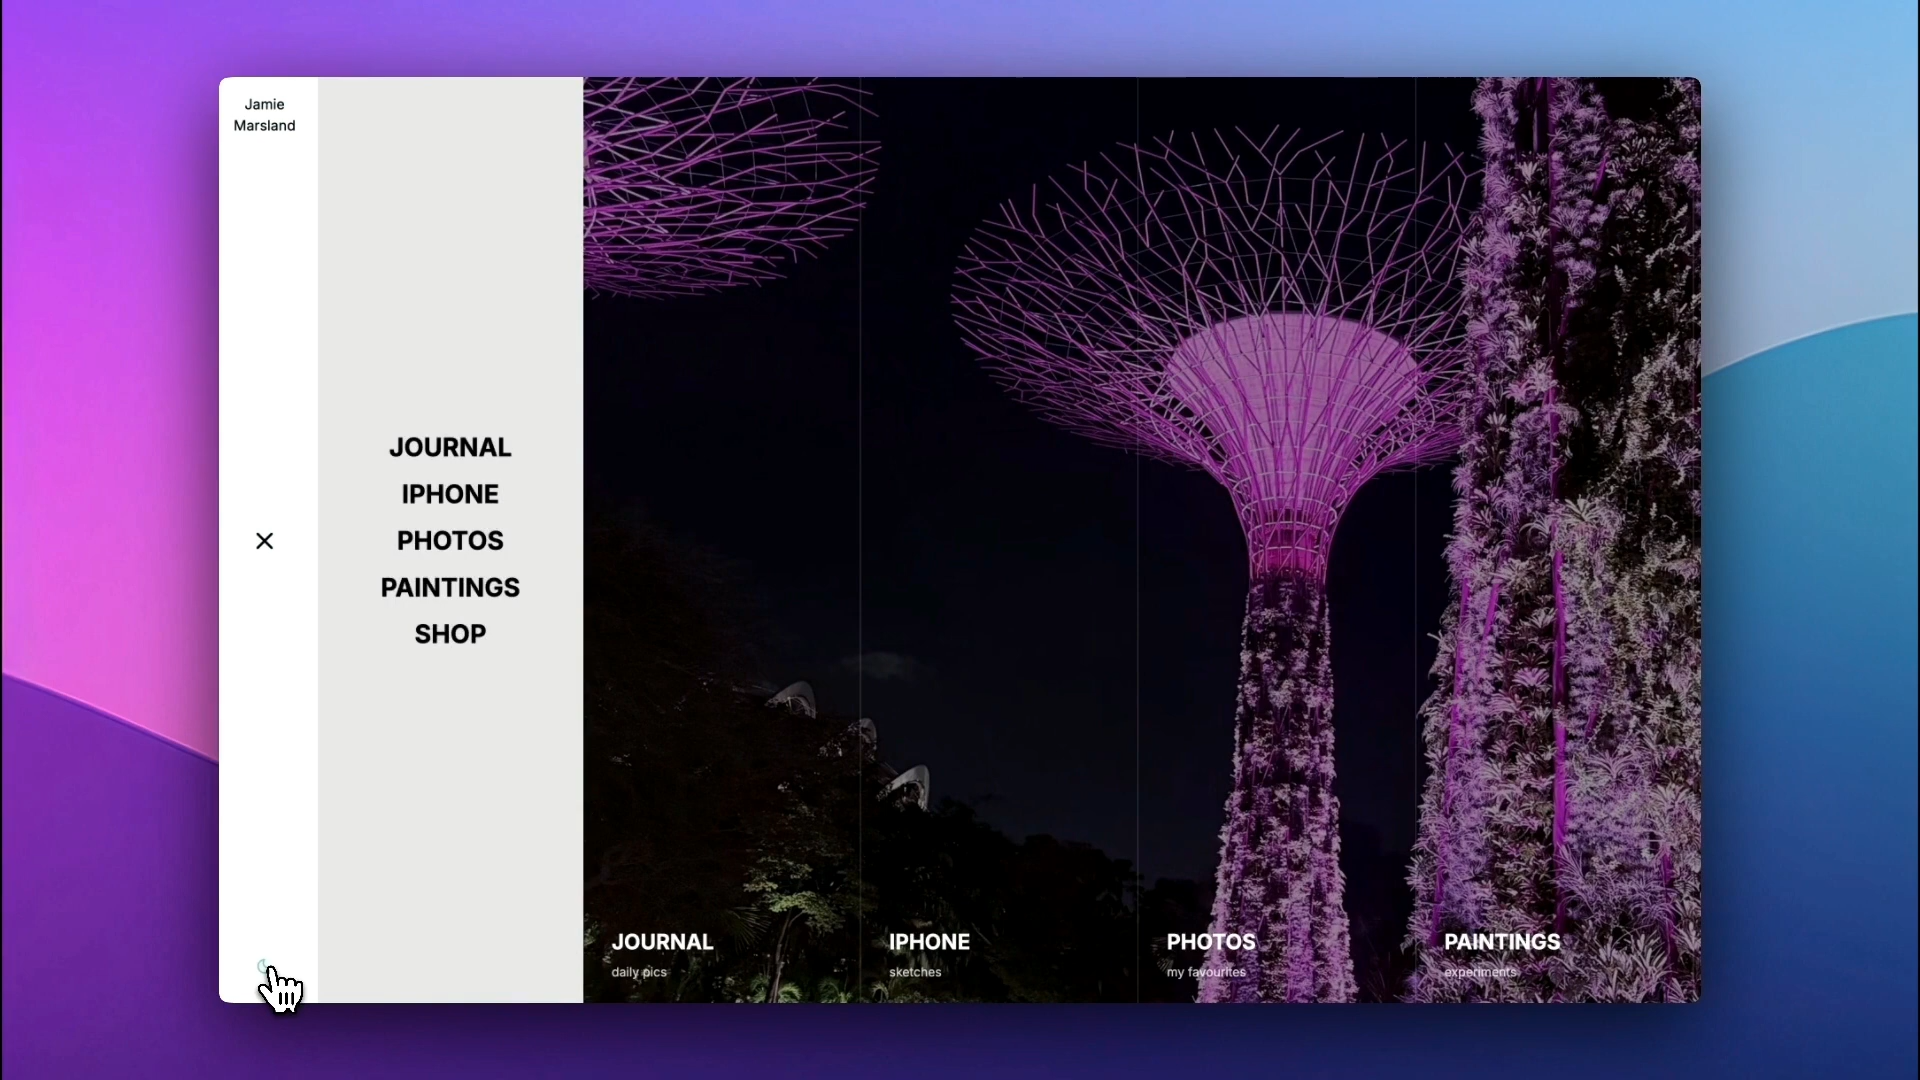 Jamie
Marsland
JOURNAL
IPHONE
PHOTOS
PAINTINGS
SHOP
JOURNAL
daily pics
IPHONE
sketches
PHOTOS
my favourites
PAINTINGS
experiments